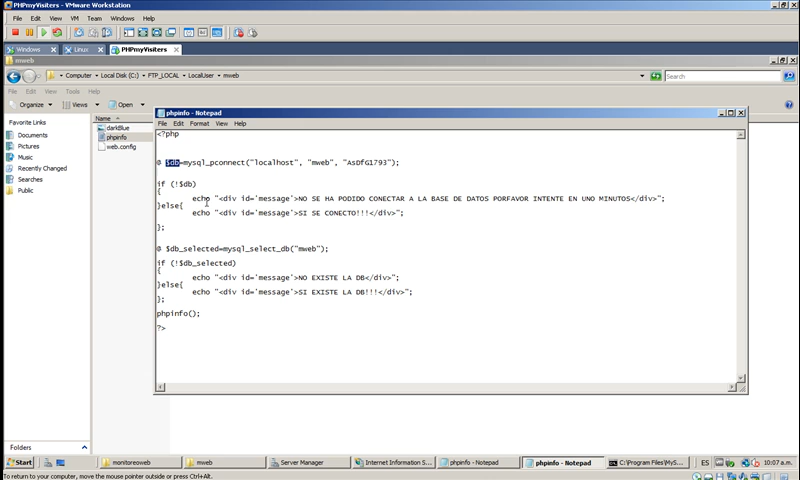 PHPmyVisiters - VMware Workstation
File Edit View VM Team Windows Help
Windows Linux PHPmyVisiters
mweb
Computer Local Disk (C:) FTP_LOCAL LocalUser mweb
Search
File Edit View Tools Help
Organize Views Open
Favorite Links
Documents
Pictures
Music
Recently Changed
Searches
Public
Name
darkBlue
phpinfo
web.config
phpinfo - Notepad
File Edit Format View Help
<?php
@ $db=mysql_pconnect("localhost", "mweb", "AsDfG1793");
if (!$db)
{
echo "<div id='message'>NO SE HA PODIDO CONECTAR A LA BASE DE DATOS PORFAVOR INTENTE EN UNO MINUTOS</div>";
}else{
echo "<div id='message'>SI SE CONECTO!!!</div>";
};
@ $db_selected=mysql_select_db("mweb");
if (!$db_selected)
{
echo "<div id='message'>NO EXISTE LA DB</div>";
}else{
echo "<div id='message'>SI EXISTE LA DB!!!</div>";
};
phpinfo();
?>
Folders
Start monitoreoweb mweb Server Manager Internet Information S... phpinfo - Notepad phpinfo - Notepad C:\Program Files\MyS... ES 10:07 a.m.
To return to your computer, move the mouse pointer outside or press Ctrl+Alt.